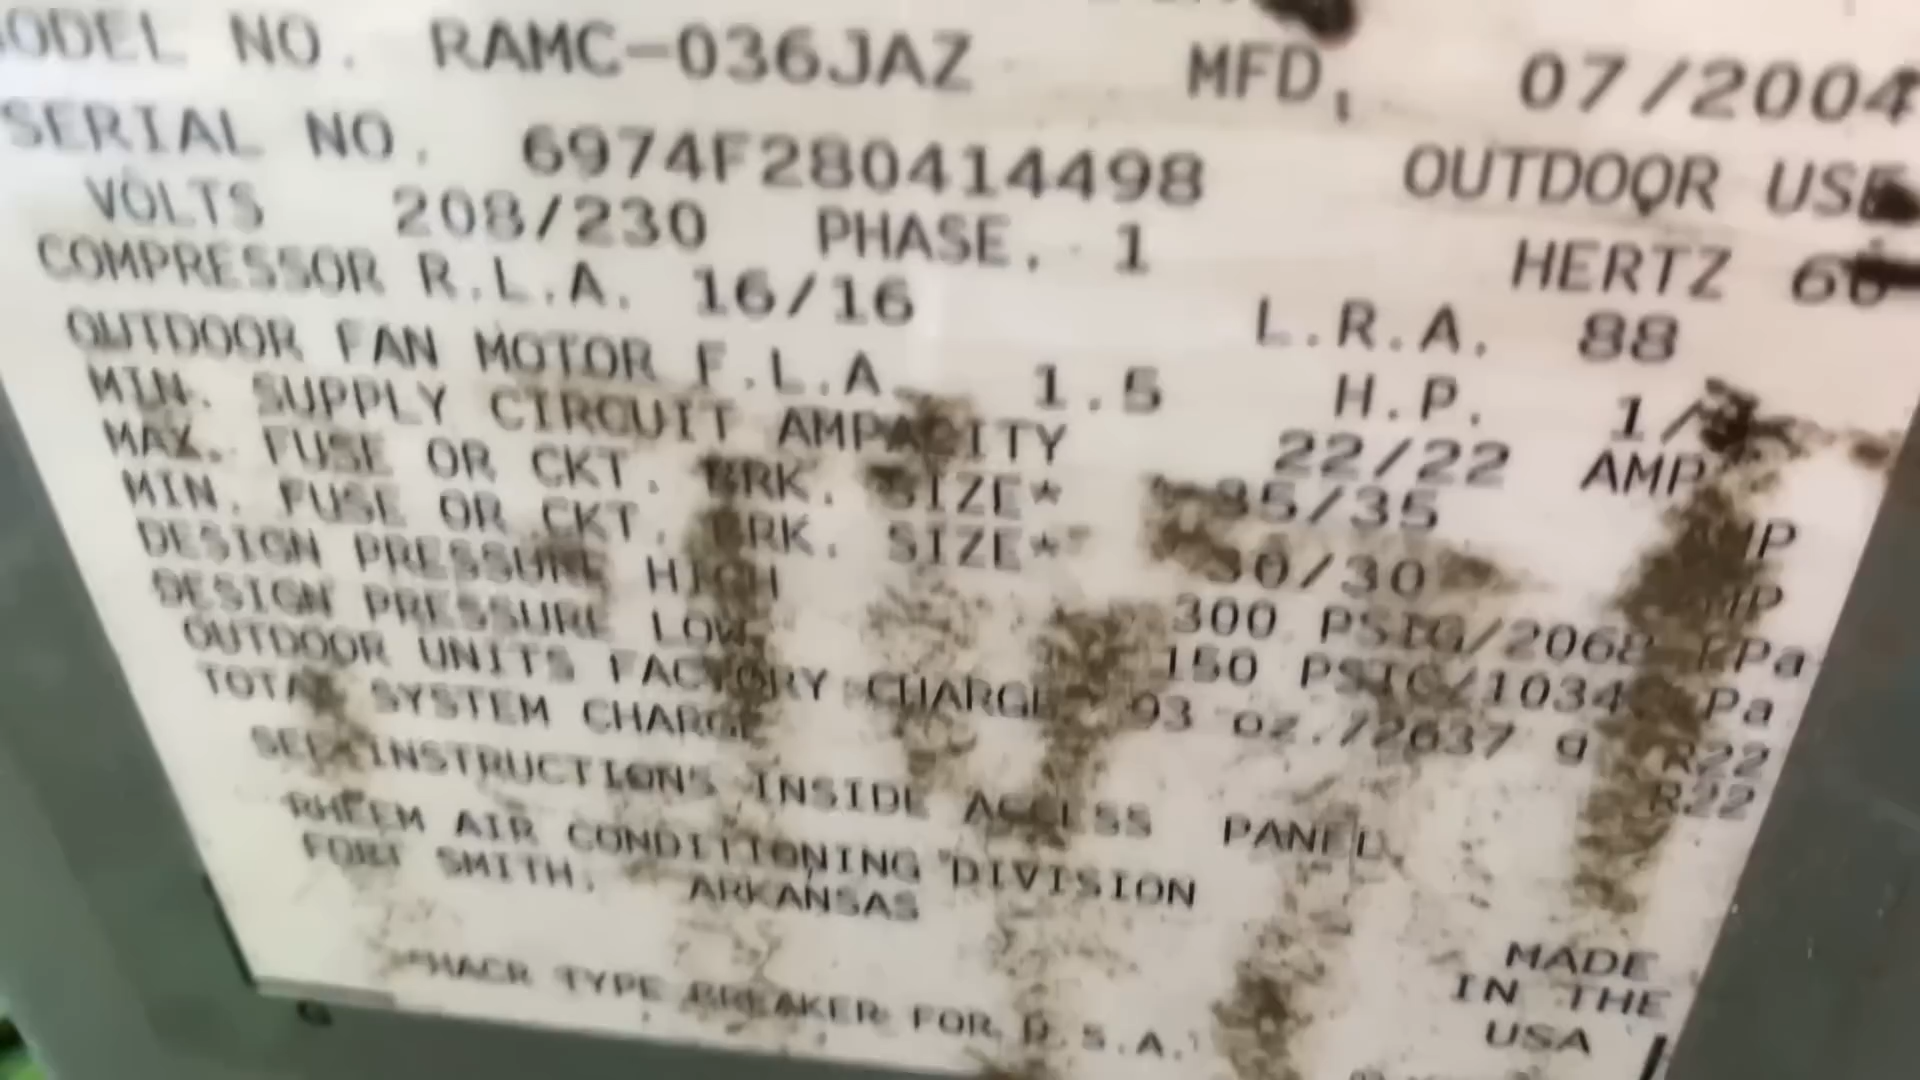 ODEL NO. RAMC-036JAZ MFD. 07/2004
SERIAL NO. 6974F280414498 OUTDOOR USE
VOLTS 208/230 PHASE. 1 HERTZ 60
COMPRESSOR R.L.A. 16/16 L.R.A. 88
OUTDOOR FAN MOTOR F.L.A. 1.5 H.P. 1/
MIN. SUPPLY CIRCUIT AMPACITY 22/22 AMP
MAX. FUSE OR CKT. BRK. SIZE* 35/35 AMP
MIN. FUSE OR CKT. BRK. SIZE* 30/30 AMP
DESIGN PRESSURE HIGH 300 PSIG/2068 kPa
DESIGN PRESSURE LOW 150 PSIG/1034 kPa
OUTDOOR UNITS FACTORY CHARGE 93 oz./2637 g R22
TOTAL SYSTEM CHARGE R22
SEE INSTRUCTIONS INSIDE ACCESS PANEL.
RHEEM AIR CONDITIONING DIVISION
FORT SMITH, ARKANSAS
MADE
IN THE
USA
*HACR TYPE BREAKER FOR U.S.A.